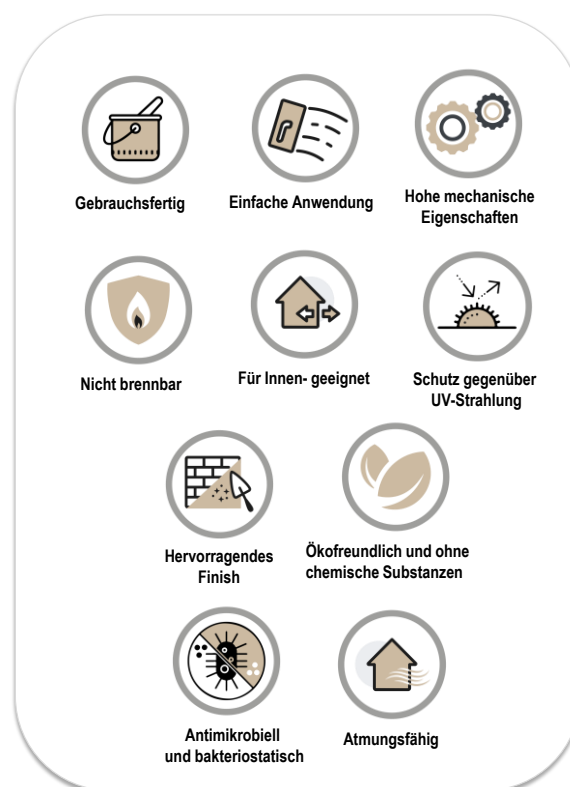 Gebrauchsfertig
Einfache Anwendung
Hohe mechanische
Eigenschaften
Nicht brennbar
Für Innen- geeignet
Schutz gegenüber
UV-Strahlung
Hervorragendes
Finish
Ökofreundlich und ohne
chemische Substanzen
Antimikrobiell
und bakteriostatisch
Atmungsfähig